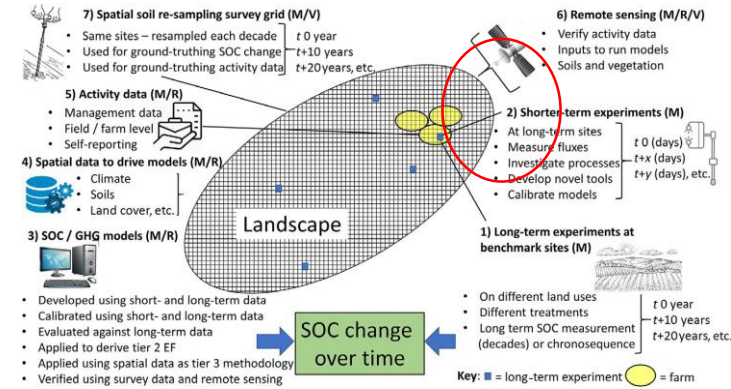 7) Spatial soil re-sampling survey grid (M/V)
• Same sites – resampled each decade
• Used for ground-truthing SOC change
• Used for ground-truthing activity data
t 0 year
t+10 years
t+20years, etc.
6) Remote sensing (M/R/V)
• Verify activity data
• Inputs to run models
• Soils and vegetation
5) Activity data (M/R)
• Management data
• Field / farm level
• Self-reporting
2) Shorter-term experiments (M)
• At long-term sites
• Measure fluxes
• Investigate processes
• Develop novel tools
• Calibrate models
t 0 (days)
t+x (days)
t+y (days), etc.
4) Spatial data to drive models (M/R)
• Climate
• Soils
• Land cover, etc.
Landscape
3) SOC / GHG models (M/R)
• Developed using short- and long-term data
• Calibrated using short- and long-term data
• Evaluated against long-term data
• Applied to derive tier 2 EF
• Applied using spatial data as tier 3 methodology
• Verified using survey data and remote sensing
1) Long-term experiments at
benchmark sites (M)
• On different land uses
• Different treatments
• Long term SOC measurement
(decades) or chronosequence
t 0 year
t+10 years
t+20years, etc.
SOC change
over time
Key: = long-term experiment = farm